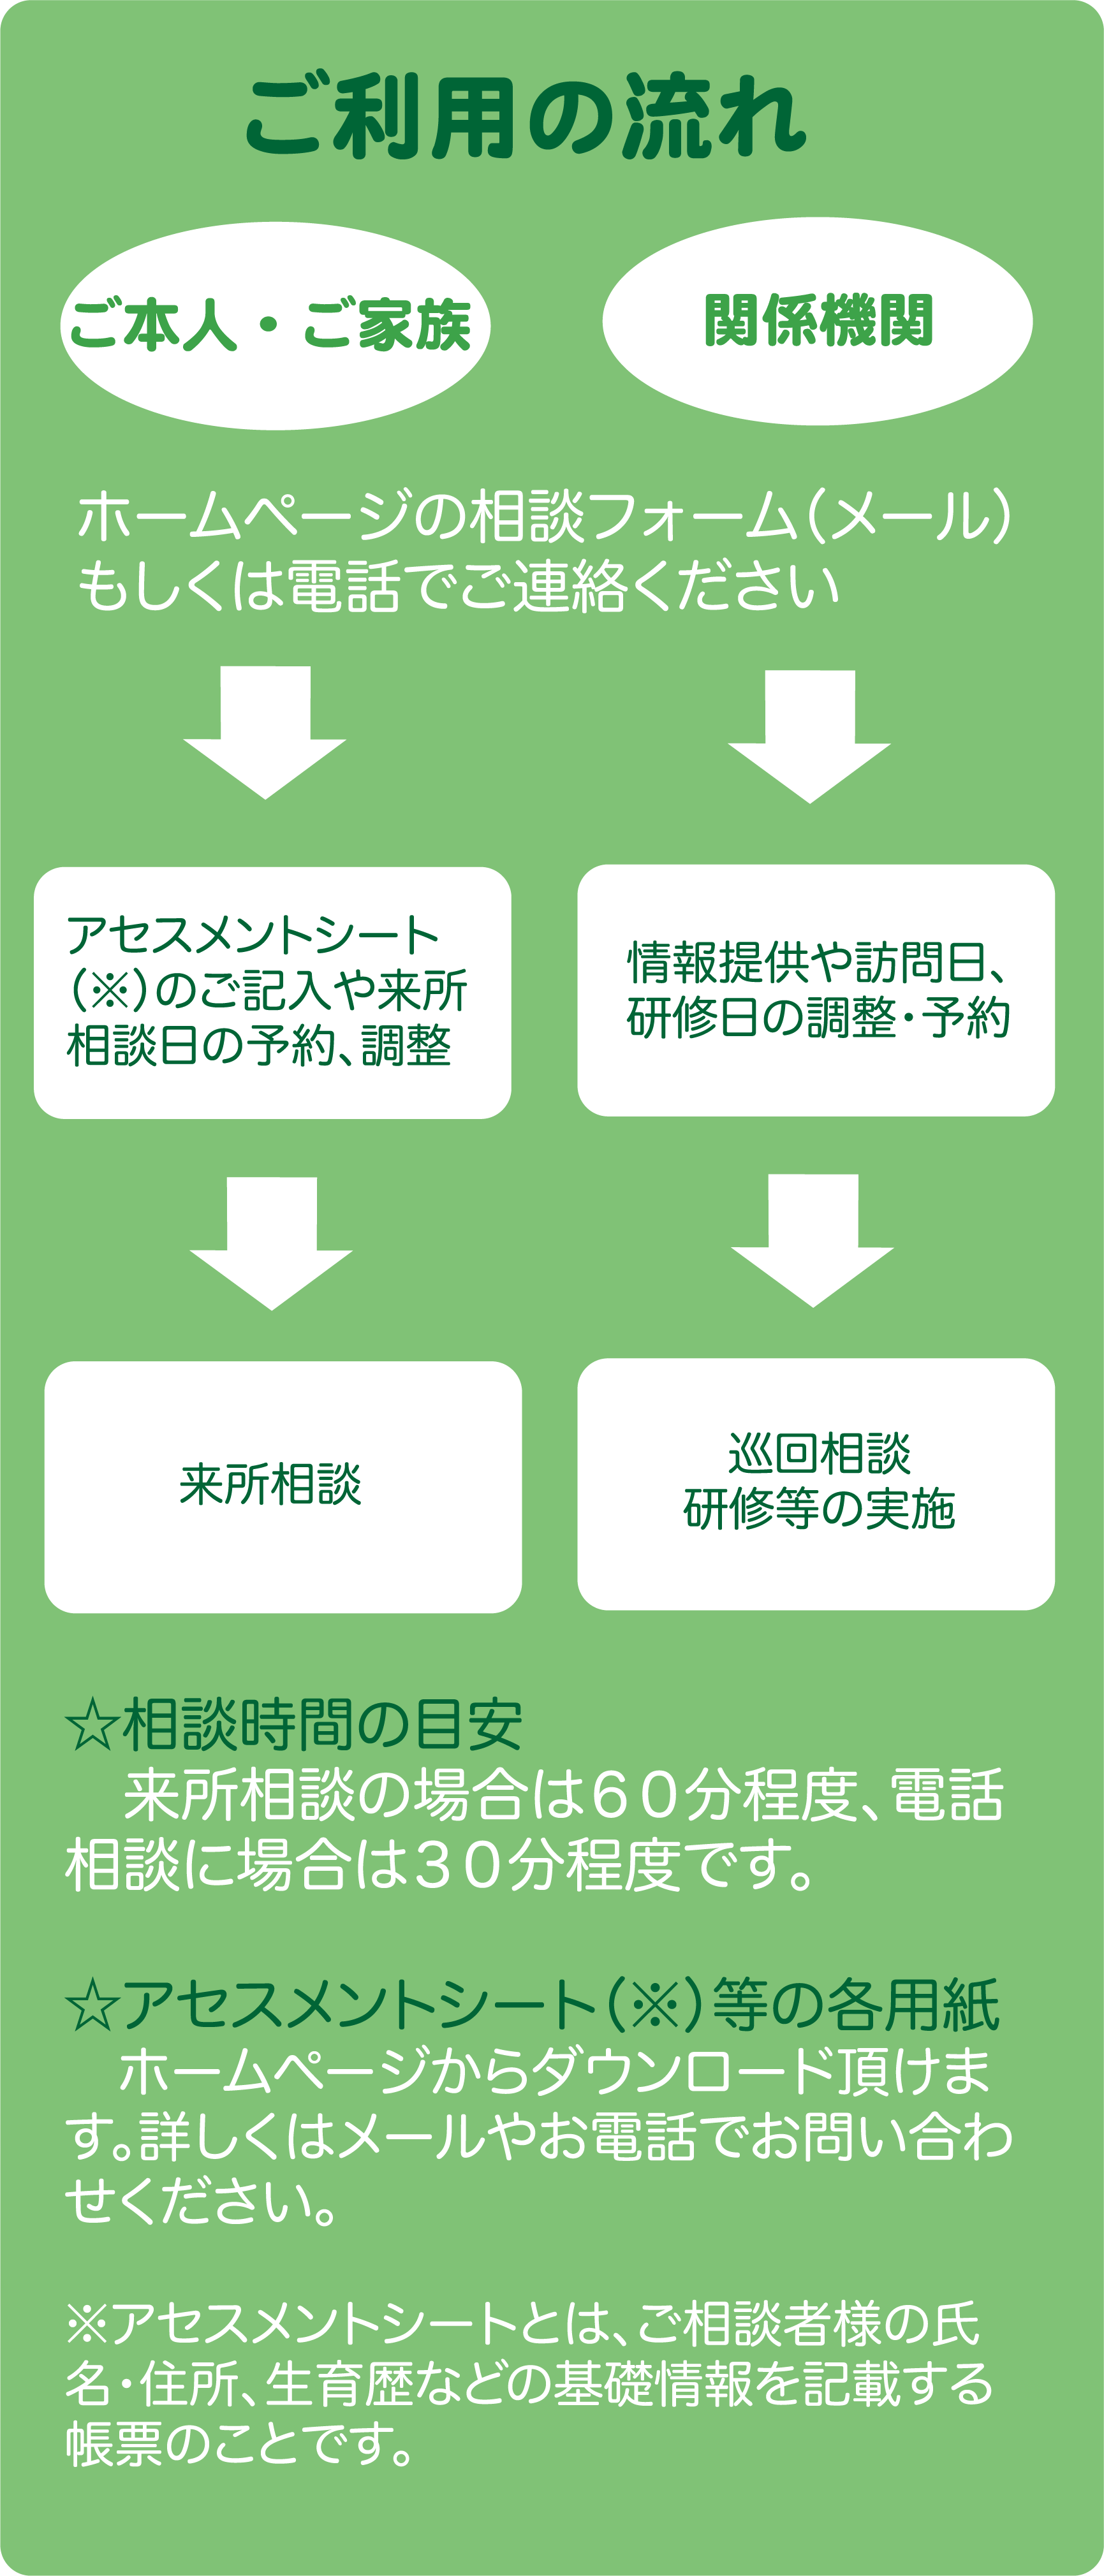 ご利用の流れ
ご本人・ご家族
関係機関
ホームページの相談フォーム(メール)
もしくは電話でご連絡ください
アセスメントシート
(※)のご記入や来所
相談日の予約、調整
情報提供や訪問日、
研修日の調整・予約
来所相談
巡回相談
研修等の実施
☆相談時間の目安
　来所相談の場合は６０分程度、電話
相談に場合は３０分程度です。
☆アセスメントシート(※)等の各用紙
　ホームページからダウンロード頂けま
す。詳しくはメールやお電話でお問い合わ
せください。
※アセスメントシートとは、ご相談者様の氏
名・住所、生育歴などの基礎情報を記載する
帳票のことです。